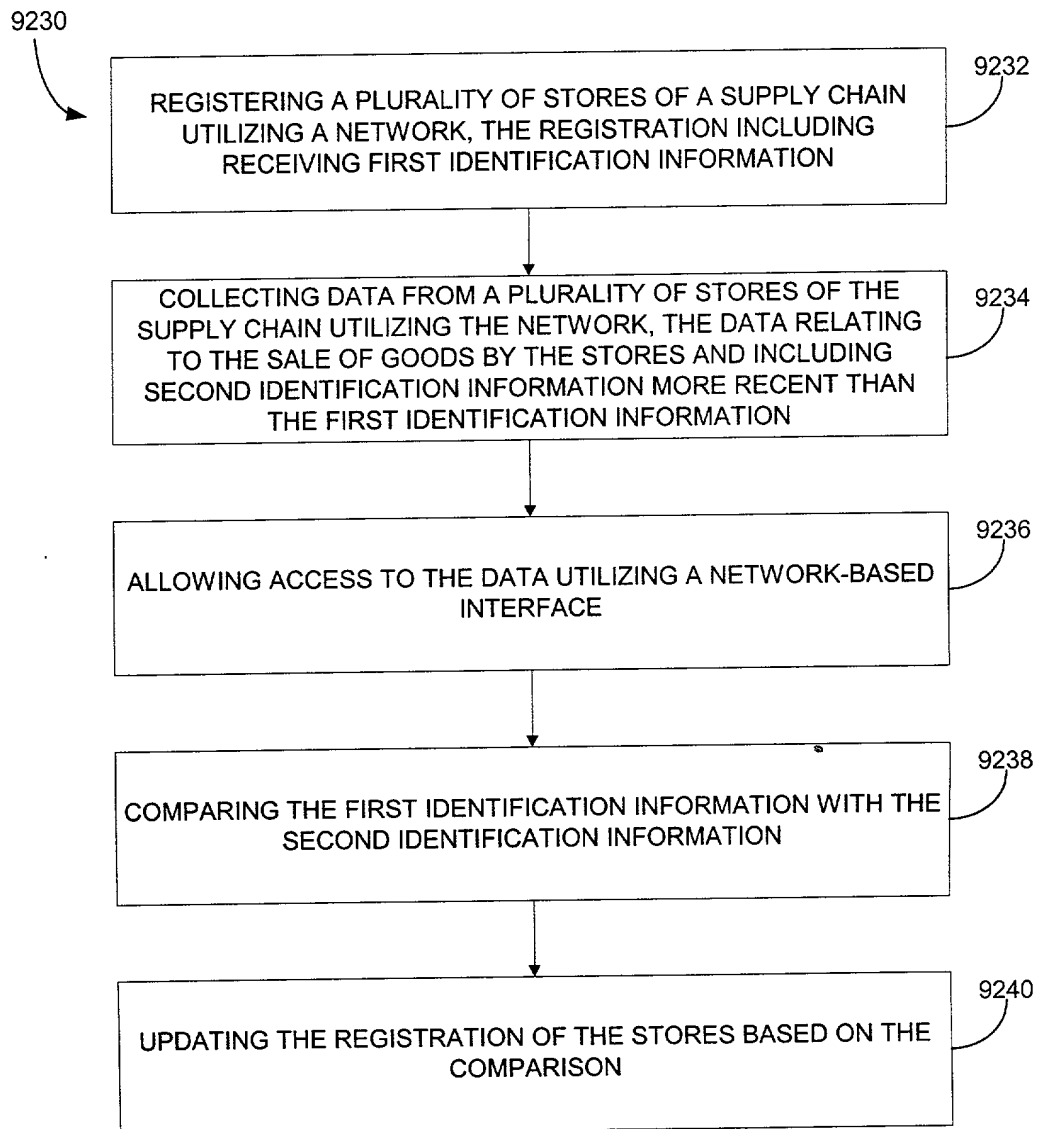 9230
9232
REGISTERING A PLURALITY OF STORES OF A SUPPLY CHAIN
UTILIZING A NETWORK, THE REGISTRATION INCLUDING
RECEIVING FIRST IDENTIFICATION INFORMATION
9234
COLLECTING DATA FROM A PLURALITY OF STORES OF THE
SUPPLY CHAIN UTILIZING THE NETWORK, THE DATA RELATING
TO THE SALE OF GOODS BY THE STORES AND INCLUDING
SECOND IDENTIFICATION INFORMATION MORE RECENT THAN
THE FIRST IDENTIFICATION INFORMATION
9236
ALLOWING ACCESS TO THE DATA UTILIZING A NETWORK-BASED
INTERFACE
9238
COMPARING THE FIRST IDENTIFICATION INFORMATION WITH THE
SECOND IDENTIFICATION INFORMATION
9240
UPDATING THE REGISTRATION OF THE STORES BASED ON THE
COMPARISON